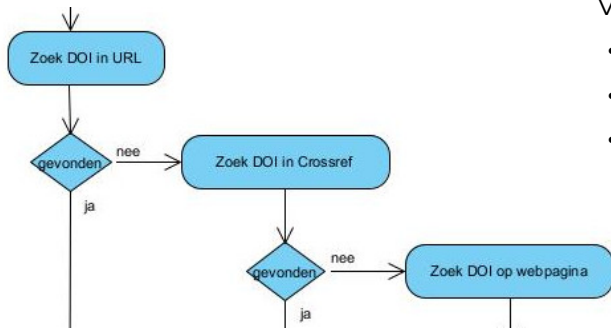 Zoek DOI in URL
gevonden
nee
Zoek DOI in Crossref
ja
gevonden
nee
Zoek DOI op webpagina
ja